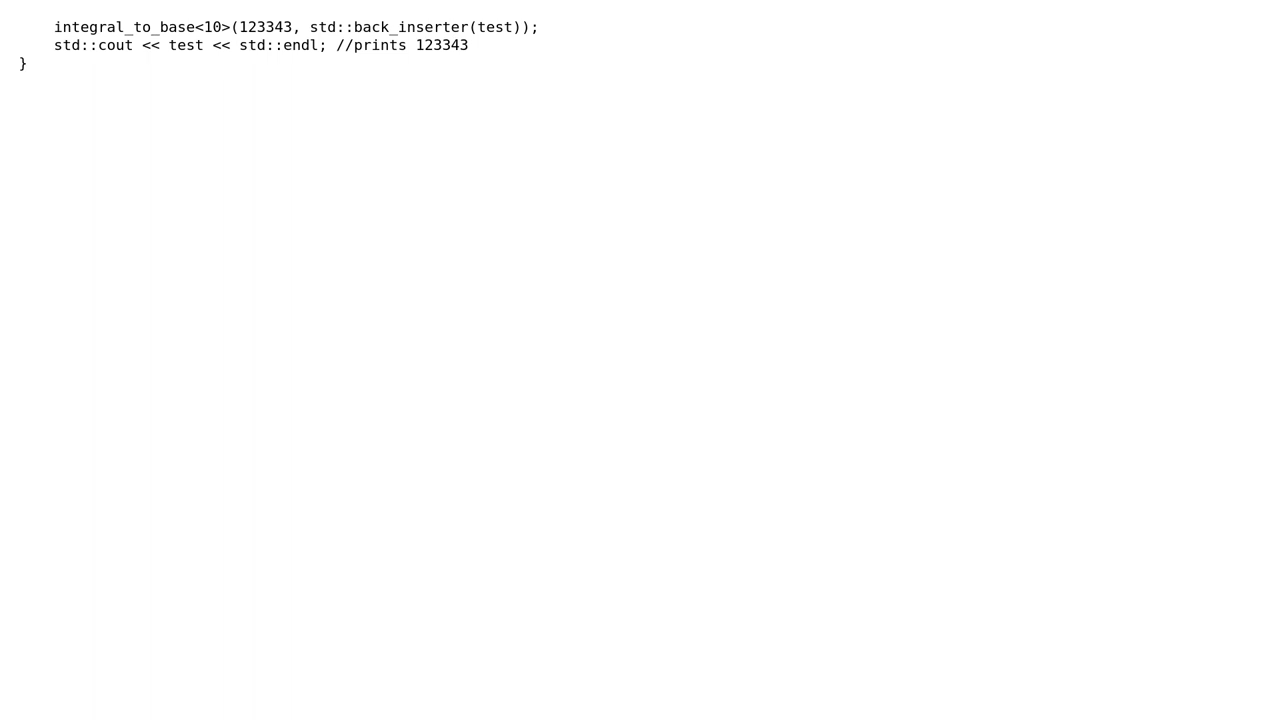 integral_to_base<10>(123343, std::back_inserter(test));
    std::cout << test << std::endl; //prints 123343
}